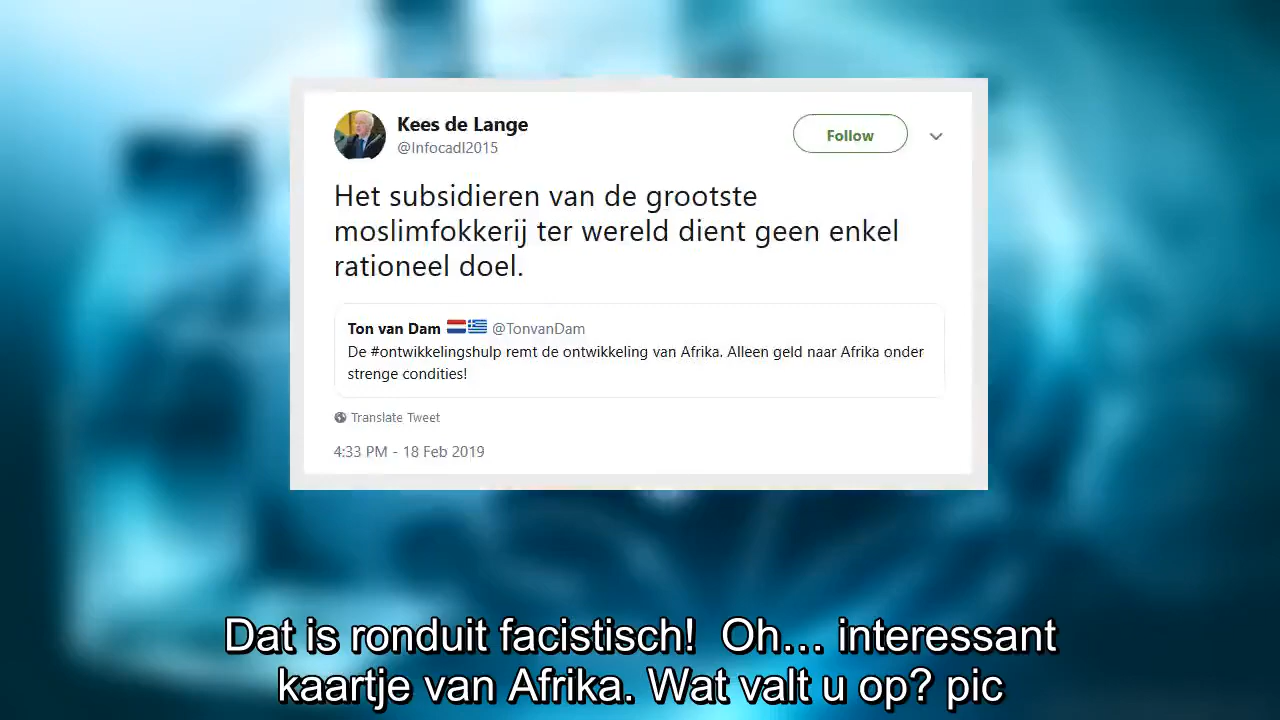 Kees de Lange
@Infocadl2015
Follow
Het subsidieren van de grootste
moslimfokkerij ter wereld dient geen enkel
rationeel doel.
Ton van Dam 🇳🇱🇬🇷 @TonvanDam
De #ontwikkelingshulp remt de ontwikkeling van Afrika. Alleen geld naar Afrika onder
strenge condities!
Translate Tweet
4:33 PM - 18 Feb 2019
Dat is ronduit facistisch!  Oh... interessant
kaartje van Afrika. Wat valt u op? pic